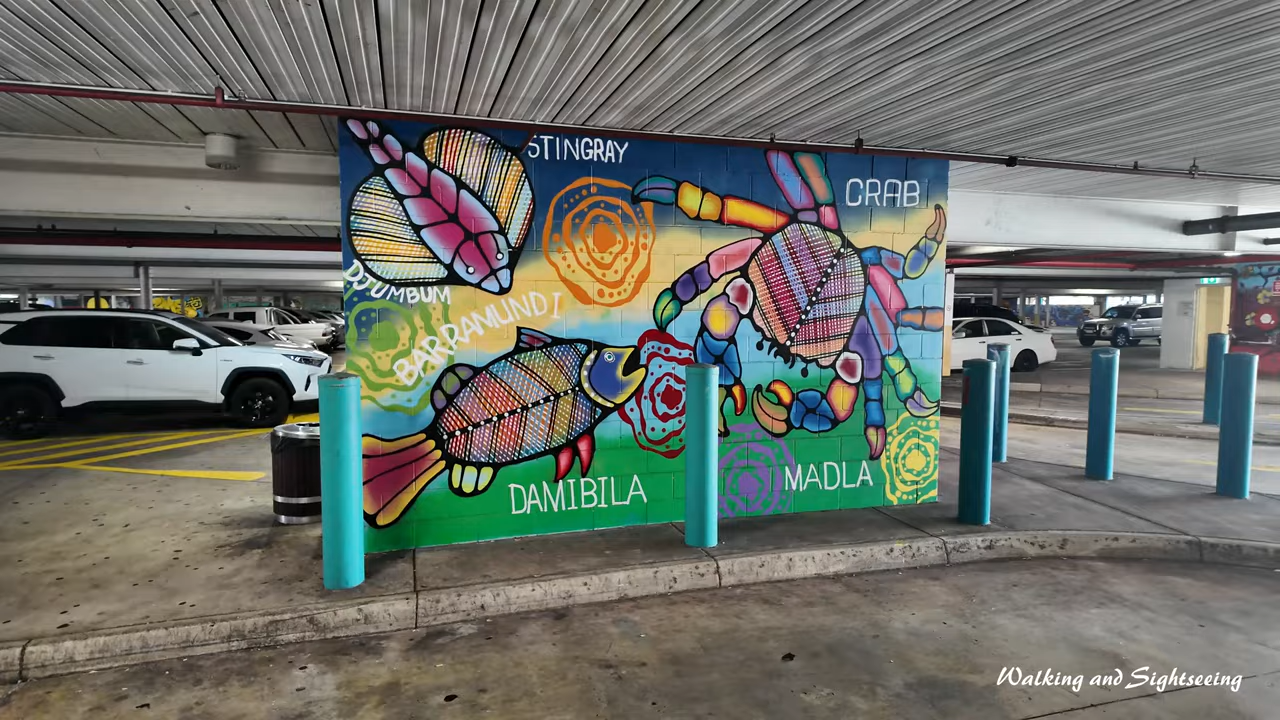 STINGRAY
CRAB
DJUMBUM
BARRAMUNDI
DAMIBILA
MADLA
Walking and Sightseeing